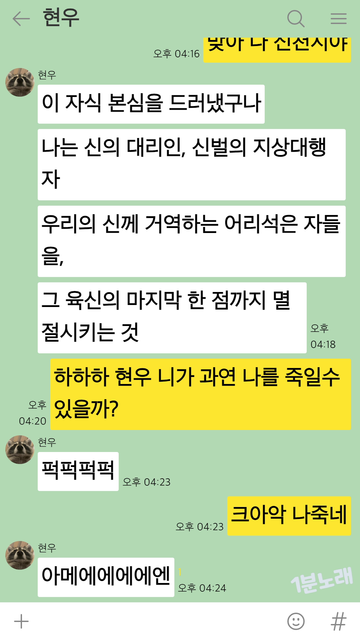 현우
맞아 나 신천지야
오후 04:16
현우
이 자식 본심을 드러냈구나
나는 신의 대리인, 신벌의 지상대행
자
우리의 신께 거역하는 어리석은 자들
을,
그 육신의 마지막 한 점까지 멸
절시키는 것
오후
04:18
하하하 현우 니가 과연 나를 죽일수
있을까?
오후
04:20
현우
퍽퍽퍽퍽
오후 04:23
크아악 나죽네
오후 04:23
현우
아메에에에에엔
오후 04:24
1분노래